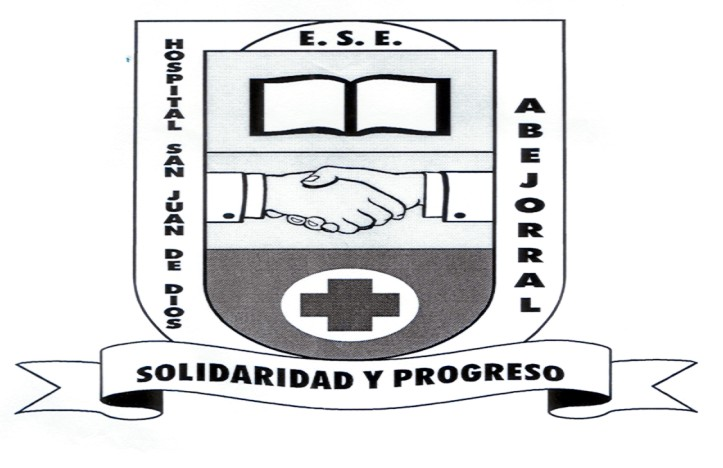 E. S. E.
HOSPITAL SAN JUAN DE DIOS
ABEJORRAL
SOLIDARIDAD Y PROGRESO